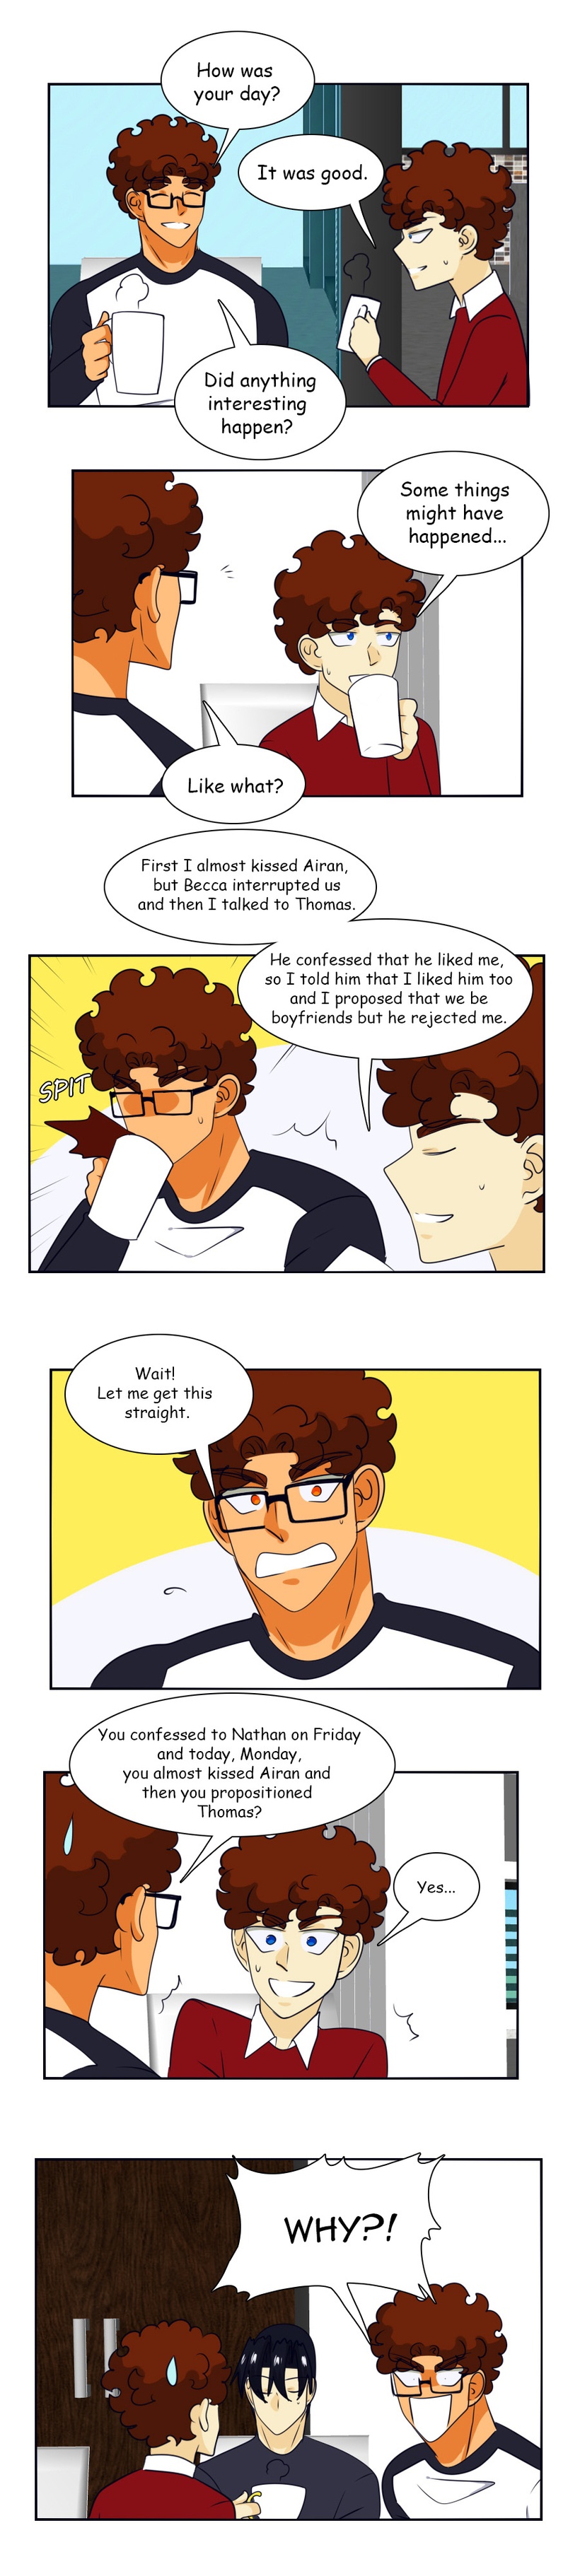 How was
your day?
It was good.
Did anything
interesting
happen?
Some things
might have
happened...
Like what?
First I almost kissed Airan,
but Becca interrupted us
and then I talked to Thomas.
He confessed that he liked me,
so I told him that I liked him too
and I proposed that we be
boyfriends but he rejected me.
SPIT
Wait!
Let me get this
straight.
You confessed to Nathan on Friday
and today, Monday,
you almost kissed Airan and
then you propositioned
Thomas?
Yes...
WHY?!